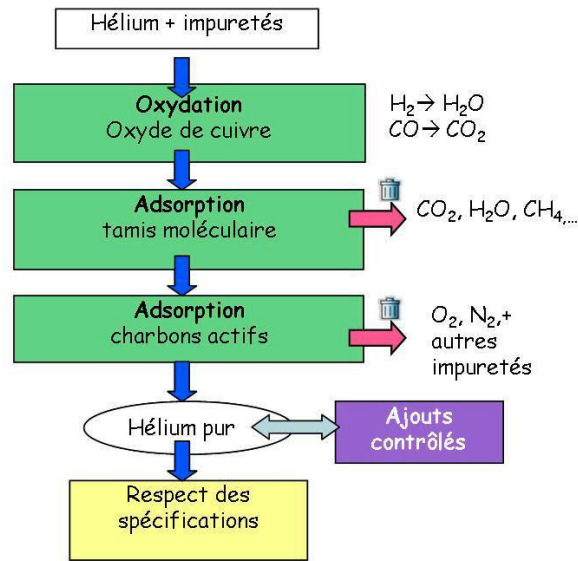 Hélium + impuretés
Oxydation
Oxyde de cuivre
H₂→ H₂O
CO→ CO₂
Adsorption
tamis moléculaire
CO₂, H₂O, CH₄,...
Adsorption
charbons actifs
O₂, N₂,+
autres
impuretés
Hélium pur
Ajouts
contrôlés
Respect des
spécifications